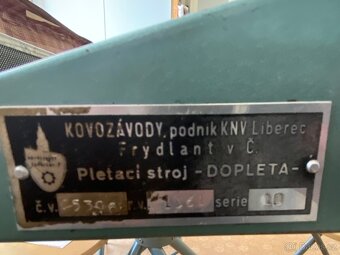 KOVOZÁVODY, podnik KNV Liberec
Frýdlant v Č.
Pletací stroj -DOPLETA-
č.v. r.v. serie 10